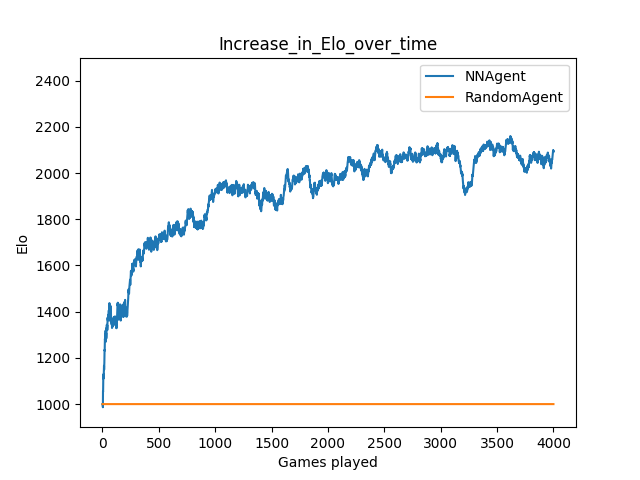 Increase_in_Elo_over_time
NNAgent
RandomAgent
2400
2200
2000
1800
1600
1400
1200
1000
Elo
0 500 1000 1500 2000 2500 3000 3500 4000
Games played